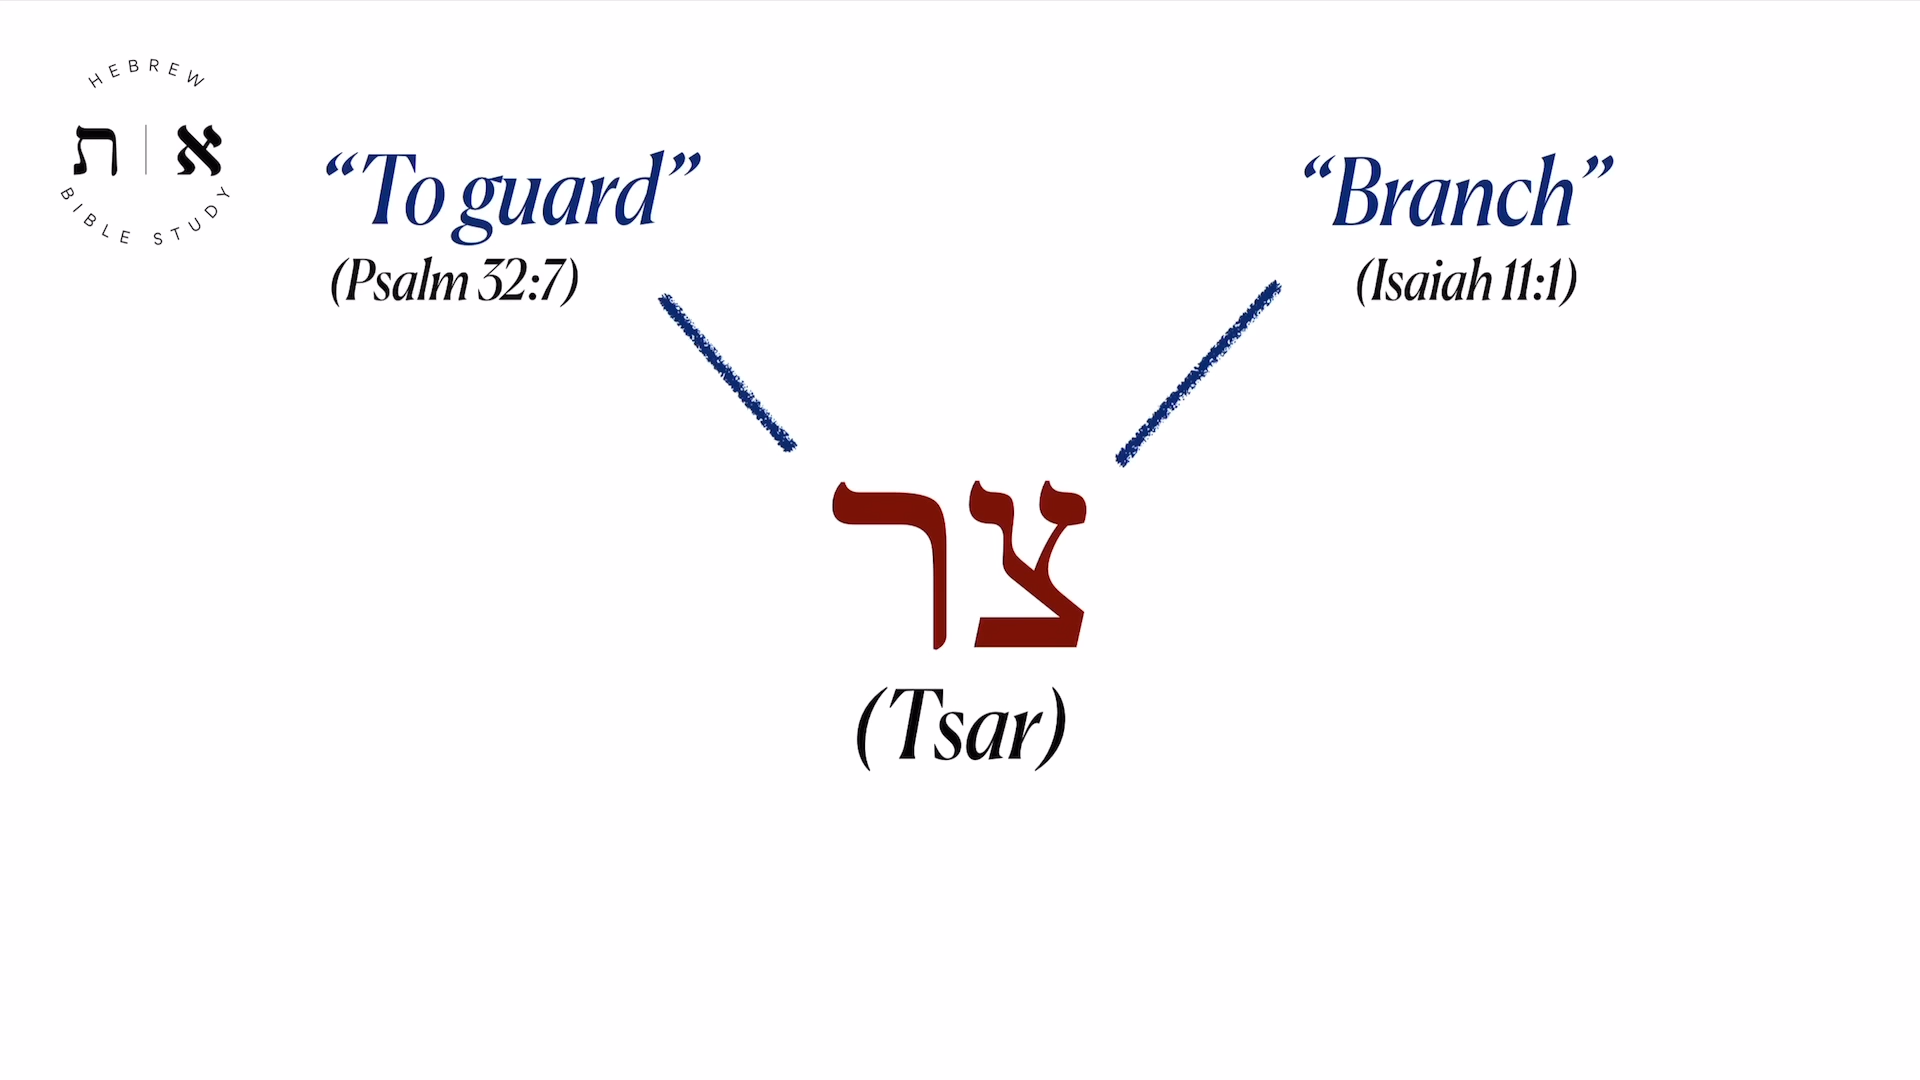 HEBREW
א | ת
BIBLE STUDY
“To guard”
(Psalm 32:7)
“Branch”
(Isaiah 11:1)
צר
(Tsar)